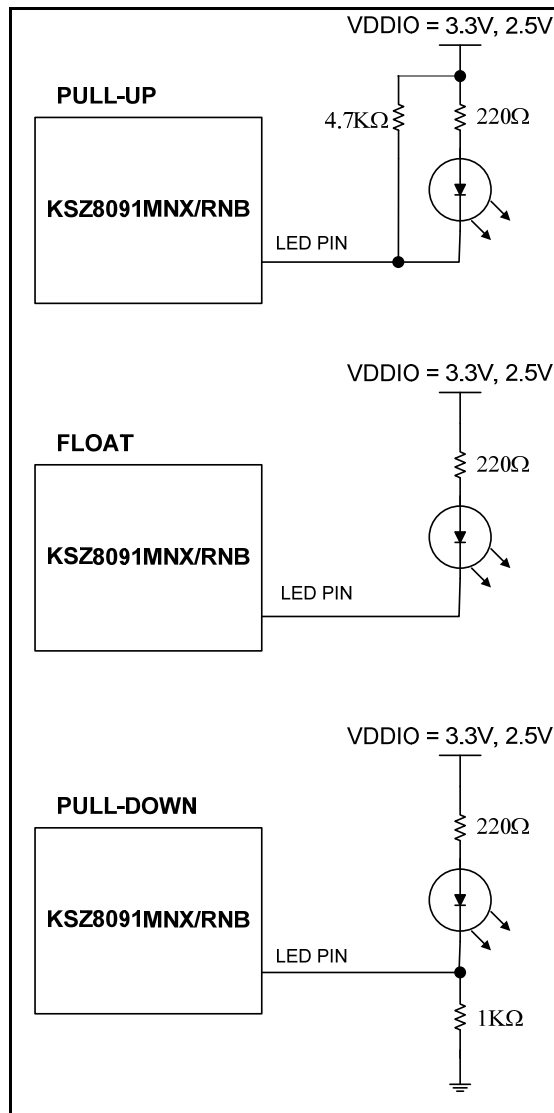 VDDIO = 3.3V, 2.5V
PULL-UP
4.7KΩ
220Ω
KSZ8091MNX/RNB
LED PIN
VDDIO = 3.3V, 2.5V
FLOAT
220Ω
KSZ8091MNX/RNB
LED PIN
VDDIO = 3.3V, 2.5V
PULL-DOWN
220Ω
KSZ8091MNX/RNB
LED PIN
1KΩ